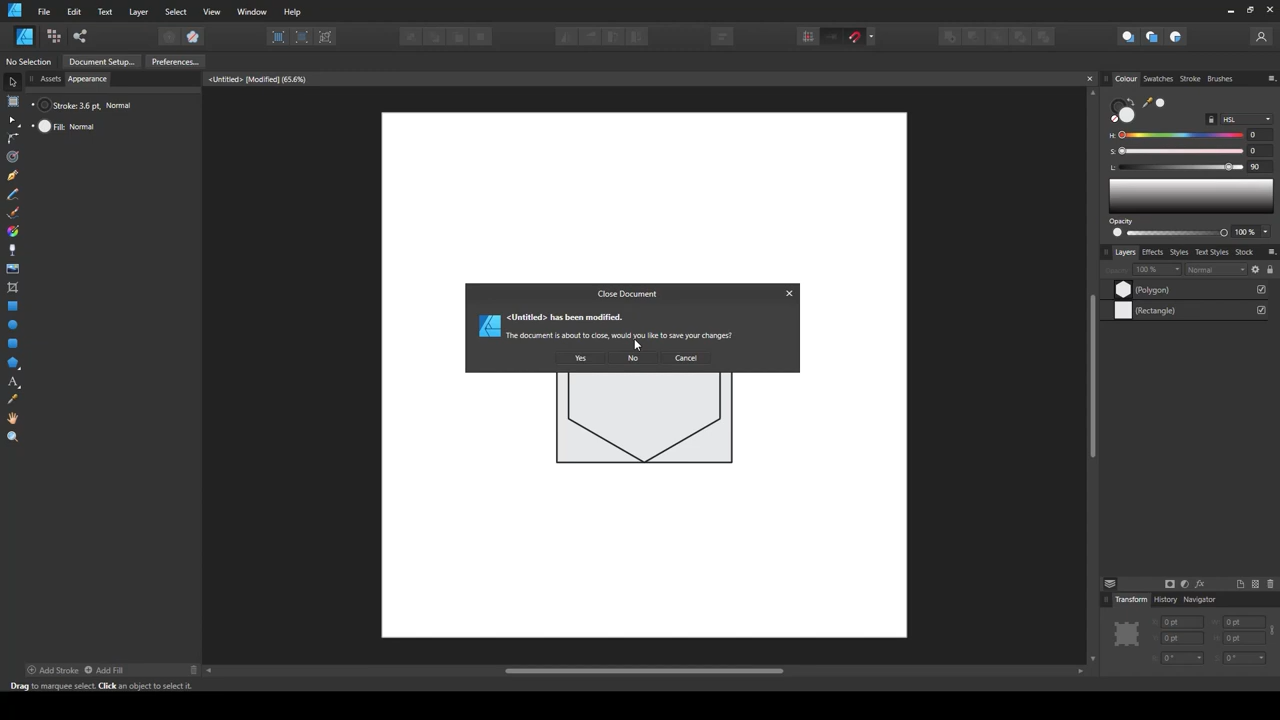 File Edit Text Layer Select View Window Help
No Selection Document Setup... Preferences...
Assets Appearance
<Untitled> [Modified] (65.6%)
Colour Swatches Stroke Brushes
Stroke: 3.6 pt, Normal
Fill: Normal
HSL
H: 0
S: 0
L: 90
Opacity
100 %
Layers Effects Styles Text Styles Stock
Opacity: 100 % Normal
(Polygon)
(Rectangle)
Close Document
<Untitled> has been modified.
The document is about to close, would you like to save your changes?
Yes No Cancel
Transform History Navigator
X: 0 pt W: 0 pt
Y: 0 pt H: 0 pt
R: 0 ° S: 0 °
Add Stroke Add Fill
Drag to marquee select. Click an object to select it.